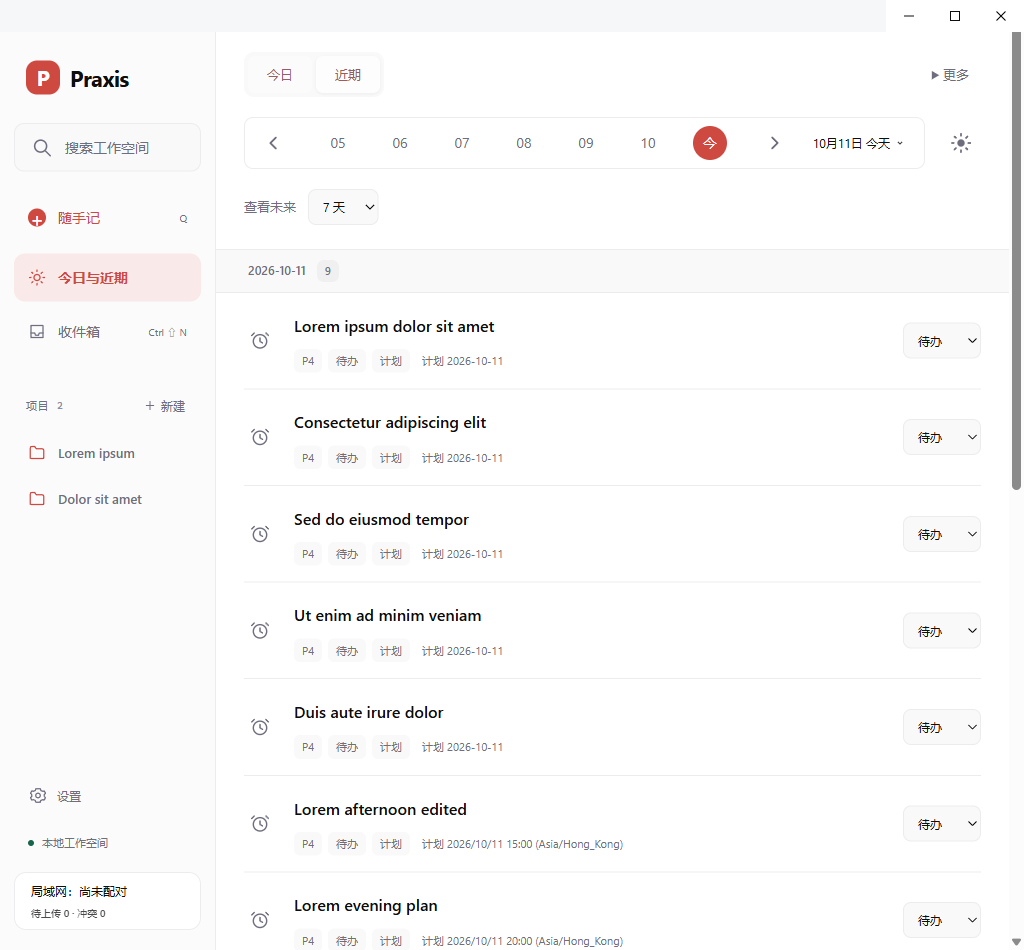 P Praxis
搜索工作空间
随手记 Q
今日与近期
收件箱 Ctrl ⇧ N
项目 2 + 新建
Lorem ipsum
Dolor sit amet
设置
本地工作空间
局域网：尚未配对
待上传 0 · 冲突 0
今日 近期
更多
05 06 07 08 09 10 今 10月11日 今天
查看未来 7 天
2026-10-11 9
Lorem ipsum dolor sit amet
P4 待办 计划 计划 2026-10-11
待办
Consectetur adipiscing elit
P4 待办 计划 计划 2026-10-11
待办
Sed do eiusmod tempor
P4 待办 计划 计划 2026-10-11
待办
Ut enim ad minim veniam
P4 待办 计划 计划 2026-10-11
待办
Duis aute irure dolor
P4 待办 计划 计划 2026-10-11
待办
Lorem afternoon edited
P4 待办 计划 计划 2026/10/11 15:00 (Asia/Hong_Kong)
待办
Lorem evening plan
P4 待办 计划 计划 2026/10/11 20:00 (Asia/Hong_Kong)
待办